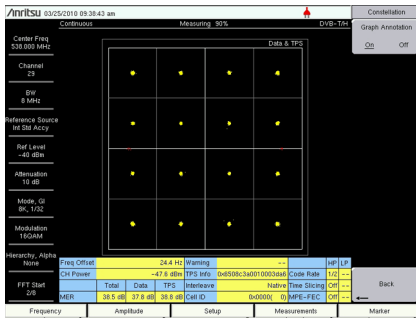 Anritsu 03/25/2010 09:38:43 am
Constellation
Continuous Measuring 90% DVB-T/H
Graph Annotation
On Off
Center Freq
538.000 MHz
Data & TPS
Channel
29
BW
8 MHz
Reference Source
Int Std Accy
Ref Level
-40 dBm
Attenuation
10 dB
Mode, GI
8K, 1/32
Modulation
16QAM
Hierarchy, Alpha
None
FFT Start
2/8
Freq Offset 24.4 Hz Warning -- HP LP
CH Power -47.6 dBm TPS Info 0x6508c3a0010003da6 Code Rate 1/2 --
Total Data TPS Interleave Native Time Slicing Off --
MER 38.5 dB 37.8 dB 38.8 dB Cell ID 0x0000( 0) MPE-FEC Off --
Back
Frequency Amplitude Setup Measurements Marker